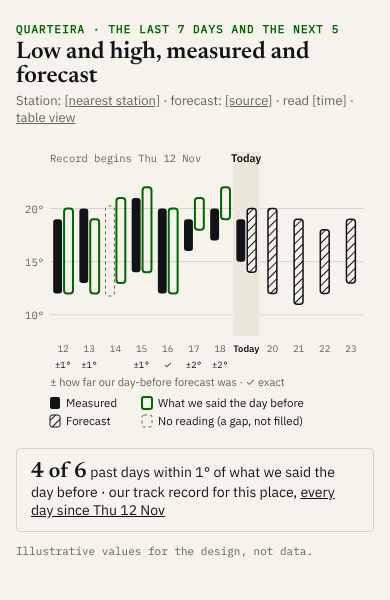 QUARTEIRA · THE LAST 7 DAYS AND THE NEXT 5
Low and high, measured and
forecast
Station: [nearest station] · forecast: [source] · read [time] ·
table view
Record begins Thu 12 Nov
Today
20°
15°
10°
12 13 14 15 16 17 18 Today 20 21 22 23
±1° ±1° ±1° ✓ ±2° ±2°
± how far our day-before forecast was · ✓ exact
Measured
What we said the day before
Forecast
No reading (a gap, not filled)
4 of 6 past days within 1° of what we said the
day before · our track record for this place, every
day since Thu 12 Nov
Illustrative values for the design, not data.